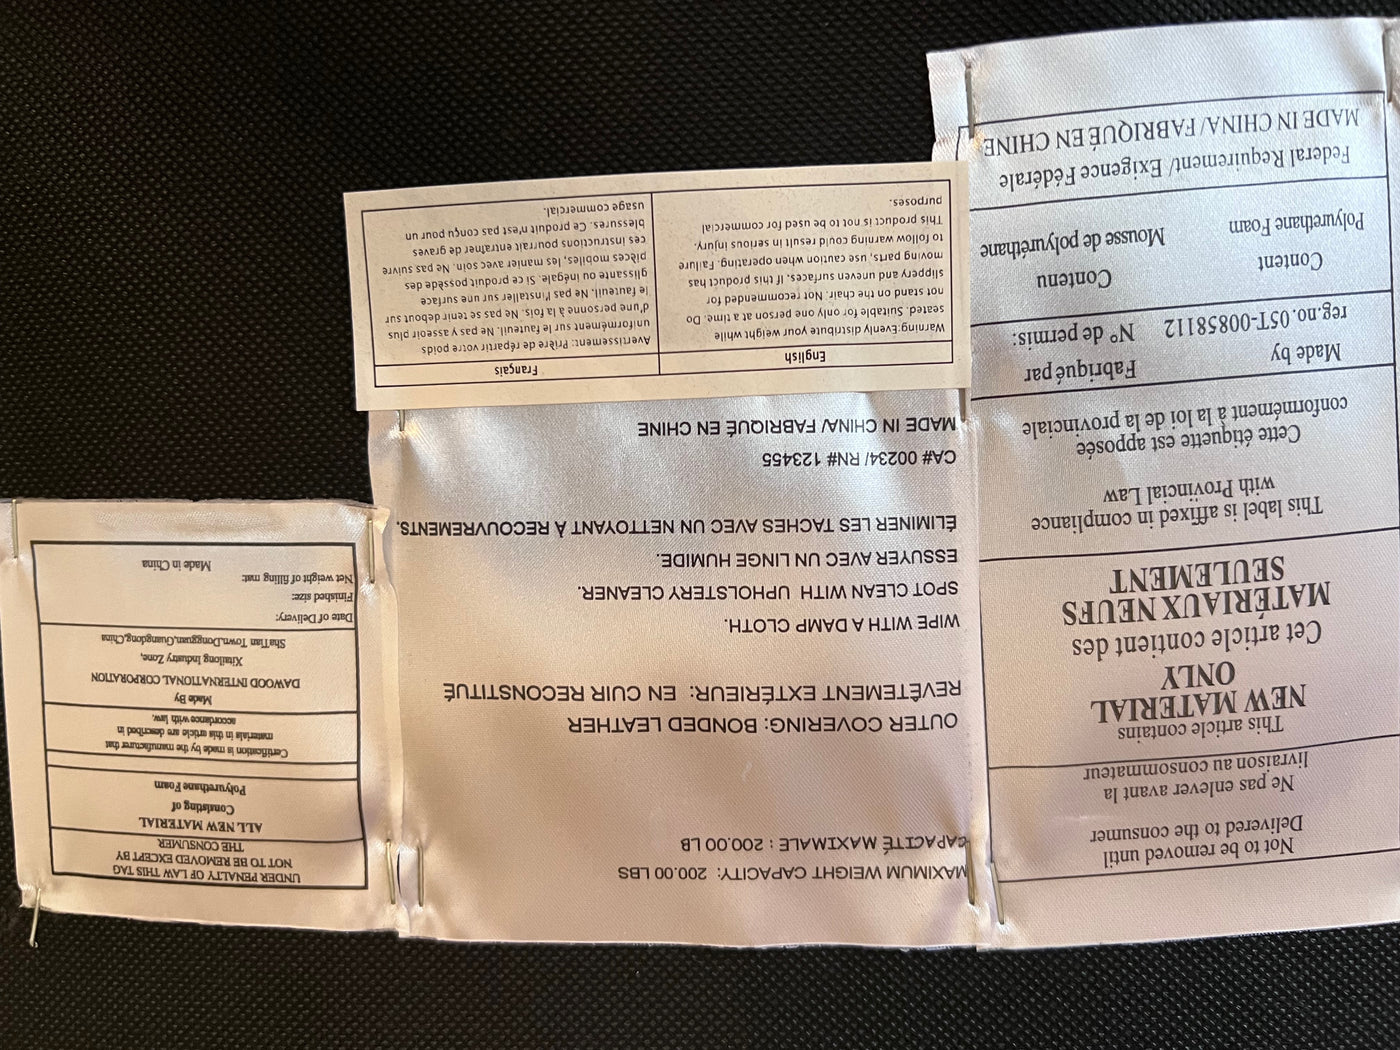 Not to be removed until
Delivered to the consumer
Ne pas enlever avant la
livraison au consommateur
This article contains
NEW MATERIAL
ONLY
Cet article contient des
MATÉRIAUX NEUFS
SEULEMENT
This label is affixed in compliance
with Provincial Law
Cette étiquette est apposée
conformément à la loi de la provinciale
Made by Fabriqué par
reg.no. 05T-00858112 N° de permis:
Content Contenu
Polyurethane Foam Mousse de polyuréthane
Federal Requirement/ Exigence Fédérale
MADE IN CHINA/ FABRIQUÉ EN CHINE
MAXIMUM WEIGHT CAPACITY: 200.00 LBS
CAPACITÉ MAXIMALE : 200.00 LB
OUTER COVERING: BONDED LEATHER
REVÊTEMENT EXTÉRIEUR: EN CUIR RECONSTITUÉ
WIPE WITH A DAMP CLOTH.
SPOT CLEAN WITH UPHOLSTERY CLEANER.
ESSUYER AVEC UN LINGE HUMIDE.
ÉLIMINER LES TACHES AVEC UN NETTOYANT À RECOUVREMENTS.
CA# 00234/ RN# 123455
MADE IN CHINA/ FABRIQUÉ EN CHINE
English
Warning:Evenly distribute your weight while
seated. Suitable for only one person at a time. Do
not stand on the chair. Not recommended for
slippery and uneven surfaces. If this product has
moving parts, use caution when operating. Failure
to follow warning could result in serious injury.
This product is not to be used for commercial
purposes.
Français
Avertissement: Prière de répartir votre poids
uniformément sur le fauteuil. Ne pas y asseoir plus
d'une personne à la fois. Ne pas se tenir debout sur
le fauteuil. Ne pas l'installer sur une surface
glissante ou inégale. Si ce produit possède des
pièces mobiles, les manier avec soin. Ne pas suivre
ces instructions pourrait entraîner de graves
blessures. Ce produit n'est pas conçu pour un
usage commercial.
UNDER PENALTY OF LAW THIS TAG
NOT TO BE REMOVED EXCEPT BY
THE CONSUMER
ALL NEW MATERIAL
Consisting of
Polyurethane Foam
Certification is made by the manufacturer that
materials in this article are described in
accordance with law.
Made By
DAWOOD INTERNATIONAL CORPORATION
Xitailong Industry Zone,
ShaTian Town,Dongguan,Guangdong,China
Date of Delivery:
Finished size:
Net weight of filling mat:
Made in China